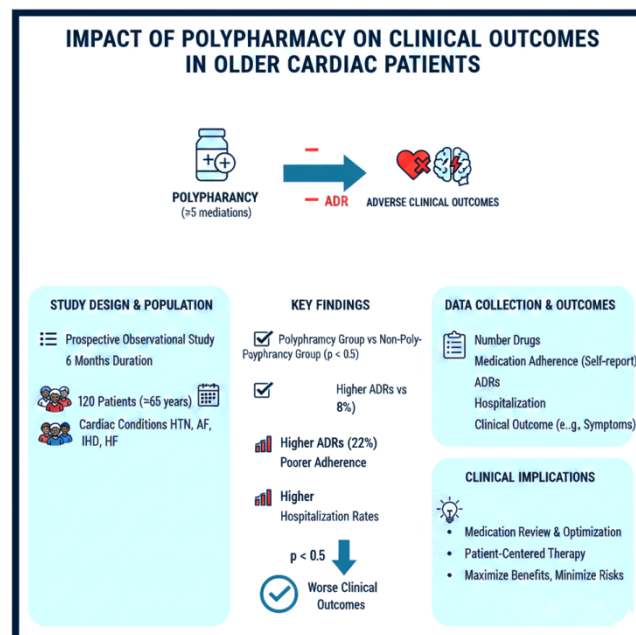 IMPACT OF POLYPHARMACY ON CLINICAL OUTCOMES
IN OLDER CARDIAC PATIENTS
POLYPHARANCY
(≥5 mediations)
ADR
ADVERSE CLINICAL OUTCOMES
STUDY DESIGN & POPULATION
Prospective Observational Study
6 Months Duration
120 Patients (=65 years)
Cardiac Conditions HTN, AF,
IHD, HF
KEY FINDINGS
Polyphramcy Group vs Non-Poly-
Payphrancy Group (p < 0.5)
Higher ADRs vs
8%)
Higher ADRs (22%)
Poorer Adherence
Higher
Hospitalization Rates
p < 0.5
Worse Clinical
Outcomes
DATA COLLECTION & OUTCOMES
Number Drugs
Medication Adherence (Self-report)
ADRs
Hospitalization
Clinical Outcome (e..g., Symptoms)
CLINICAL IMPLICATIONS
• Medication Review & Optimization
• Patient-Centered Therapy
• Maximize Benefits, Minimize Risks